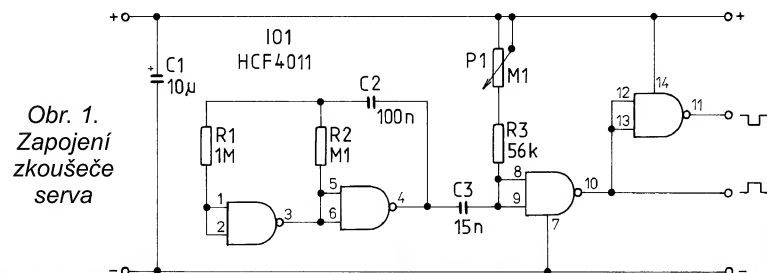 +
+
IO1
HCF4011
C1
+
10µ
C2
100n
P1
M1
14
12
13
11
Obr. 1.
Zapojení
zkoušeče
serva
R1
1M
R2
M1
R3
56k
1
2
3
5
6
4
C3
15n
8
9
10
7
–
–